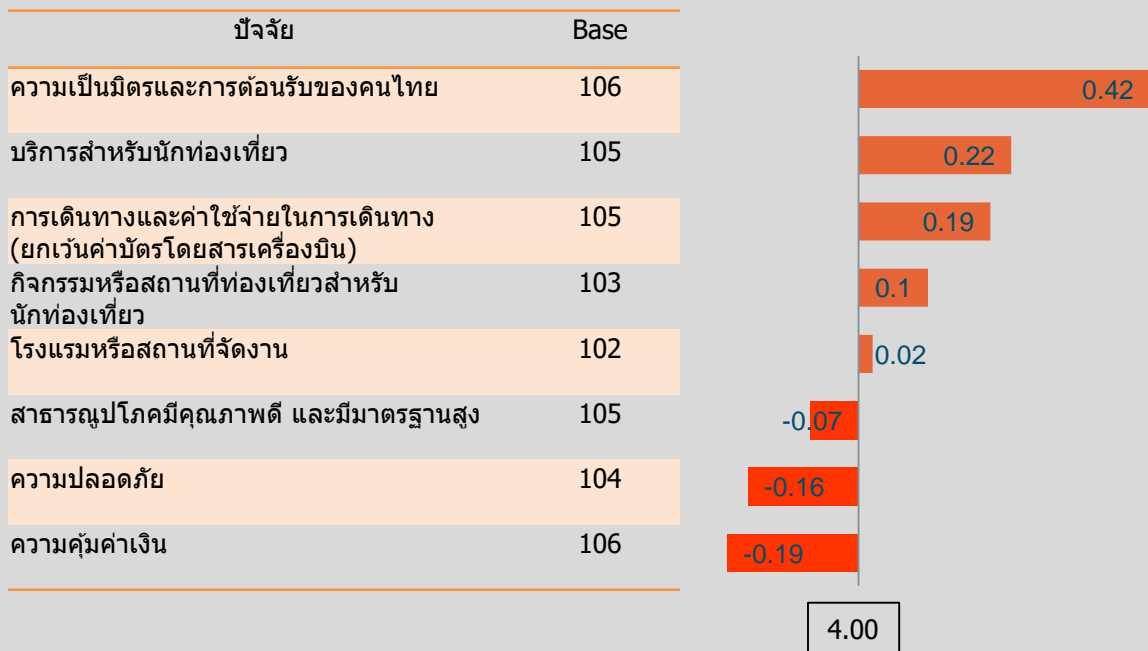 ปัจจัย Base
ความเป็นมิตรและการต้อนรับของคนไทย 106 0.42
บริการสำหรับนักท่องเที่ยว 105 0.22
การเดินทางและค่าใช้จ่ายในการเดินทาง 105 0.19
(ยกเว้นค่าบัตรโดยสารเครื่องบิน)
กิจกรรมหรือสถานที่ท่องเที่ยวสำหรับ 103 0.1
นักท่องเที่ยว
โรงแรมหรือสถานที่จัดงาน 102 0.02
สาธารณูปโภคมีคุณภาพดี และมีมาตรฐานสูง 105 -0.07
ความปลอดภัย 104 -0.16
ความคุ้มค่าเงิน 106 -0.19
4.00